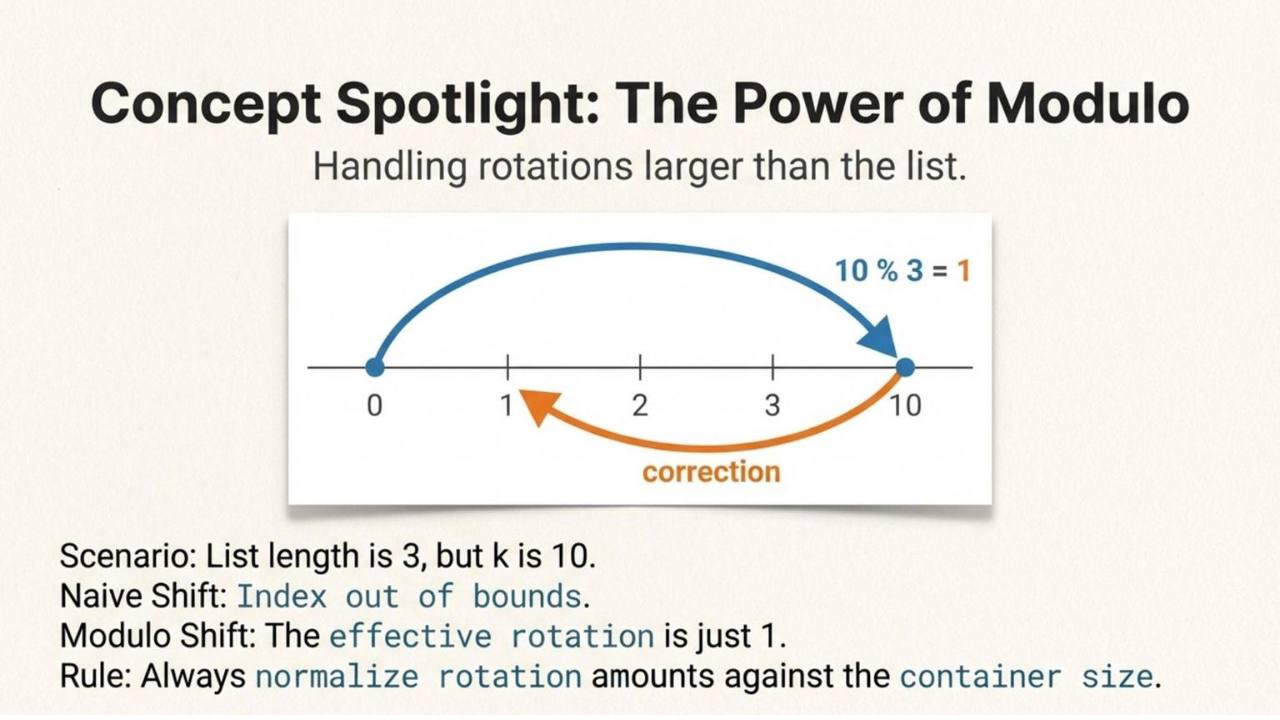 Concept Spotlight: The Power of Modulo
Handling rotations larger than the list.
10 % 3 = 1
0 1 2 3 10
correction
Scenario: List length is 3, but k is 10.
Naive Shift: Index out of bounds.
Modulo Shift: The effective rotation is just 1.
Rule: Always normalize rotation amounts against the container size.